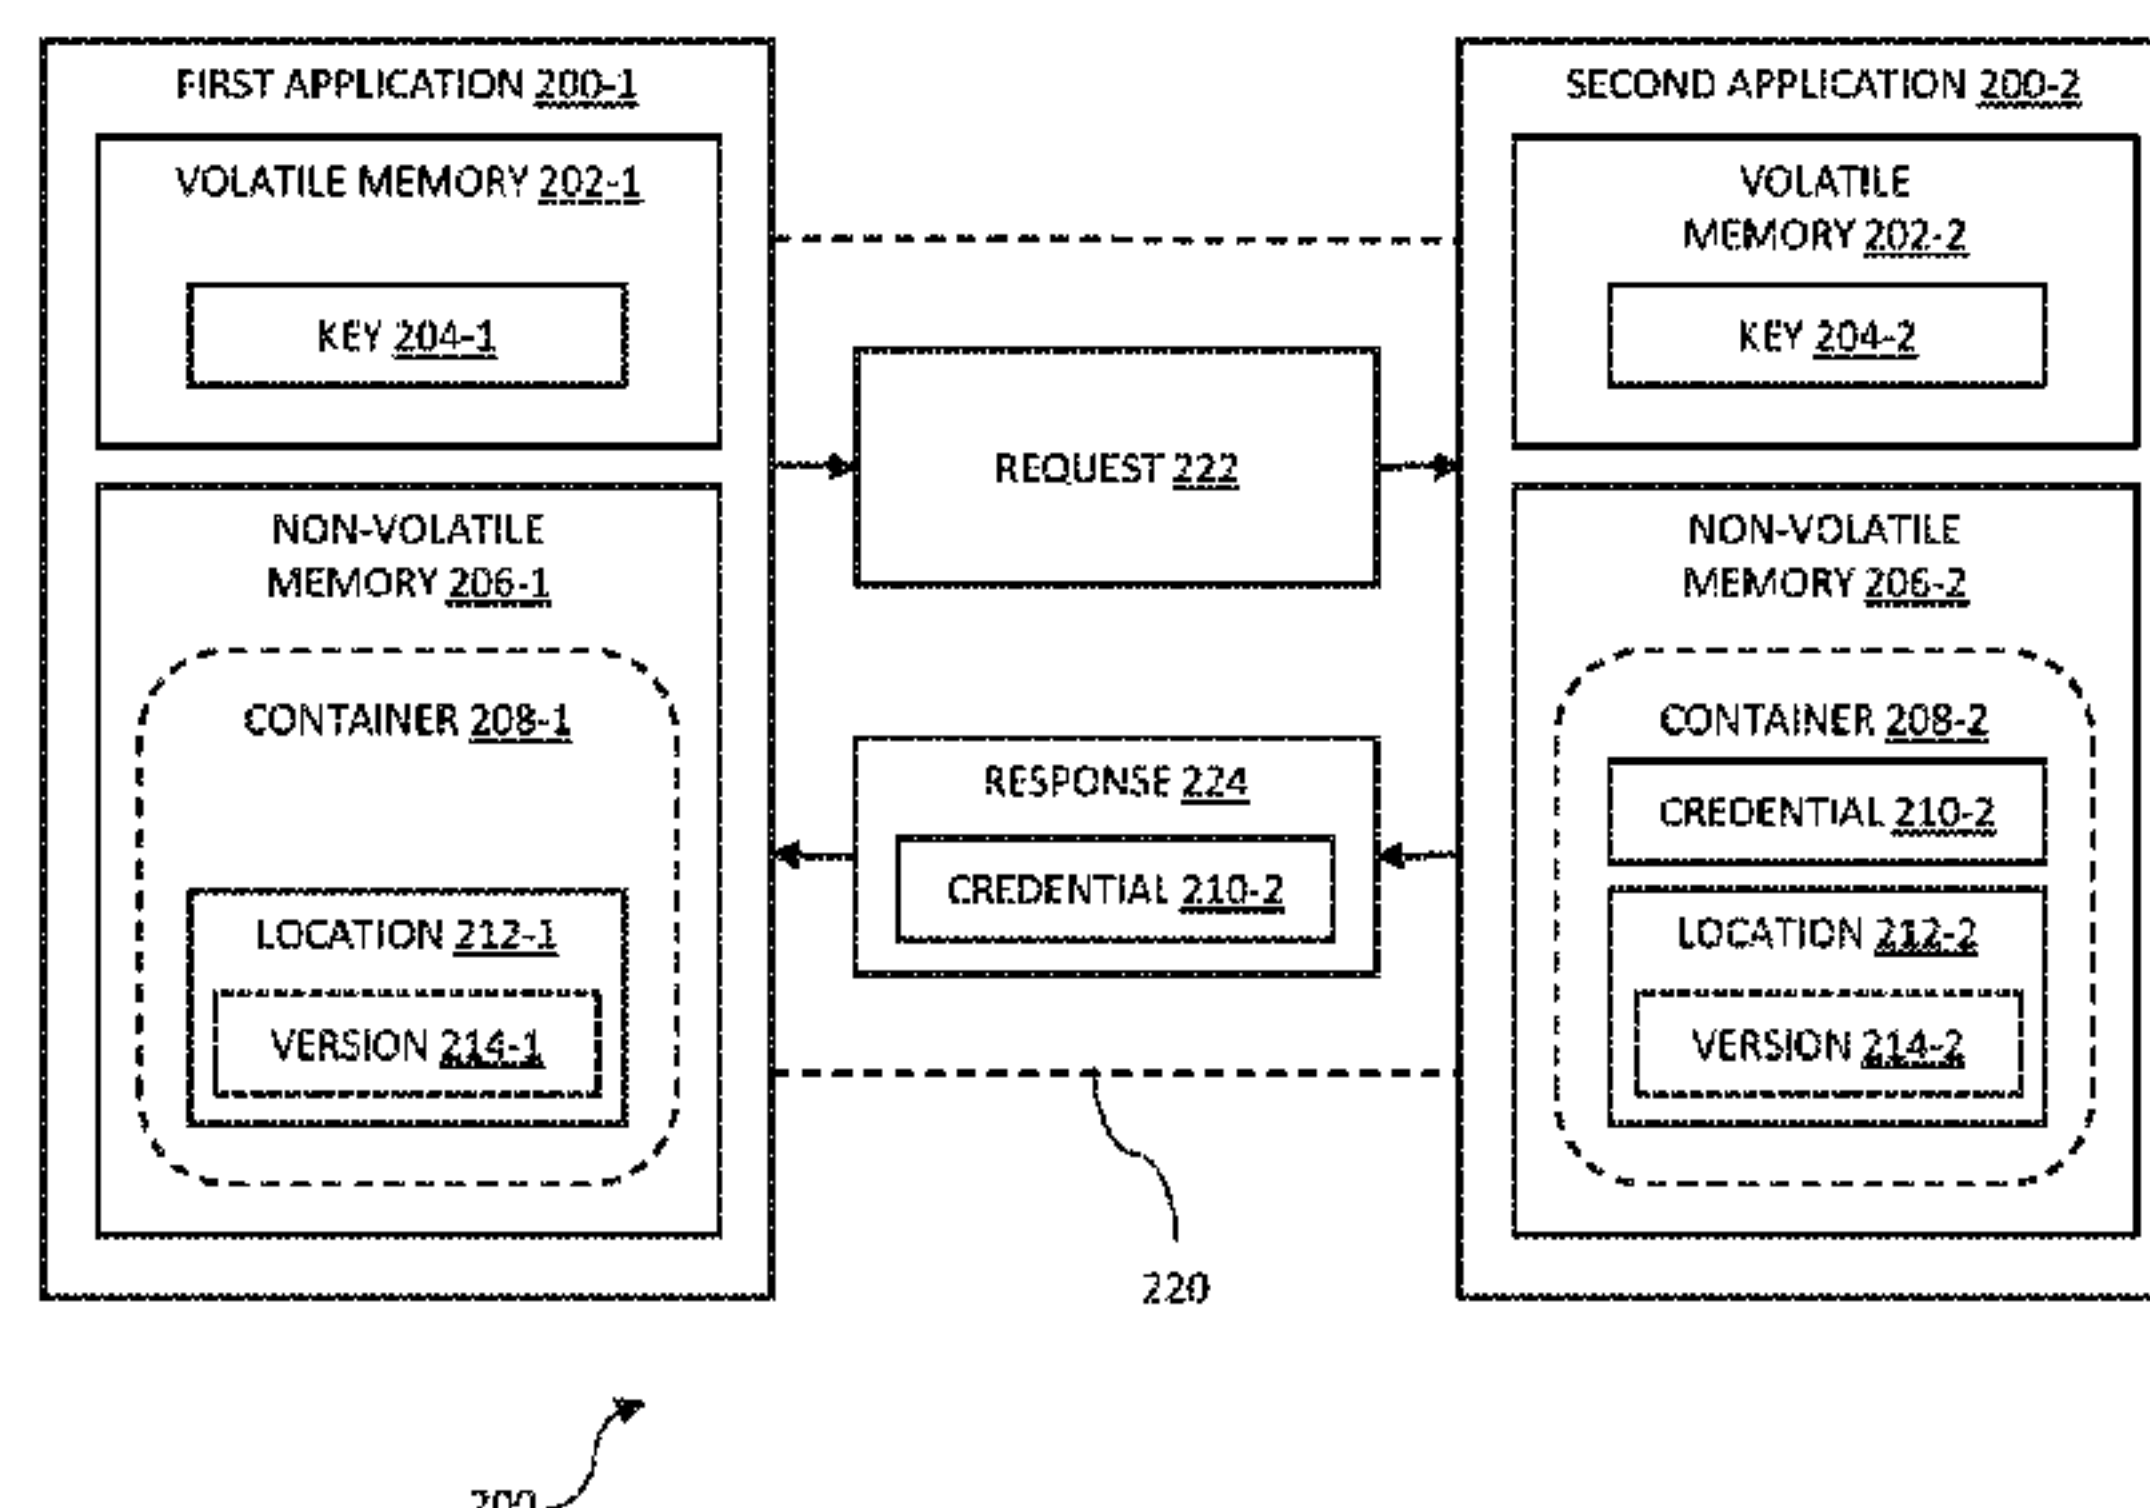 FIRST APPLICATION 200-1
VOLATILE MEMORY 202-1
KEY 204-1
NON-VOLATILE
MEMORY 206-1
CONTAINER 208-1
LOCATION 212-1
VERSION 214-1
REQUEST 222
RESPONSE 224
CREDENTIAL 210-2
220
SECOND APPLICATION 200-2
VOLATILE
MEMORY 202-2
KEY 204-2
NON-VOLATILE
MEMORY 206-2
CONTAINER 208-2
CREDENTIAL 210-2
LOCATION 212-2
VERSION 214-2
200